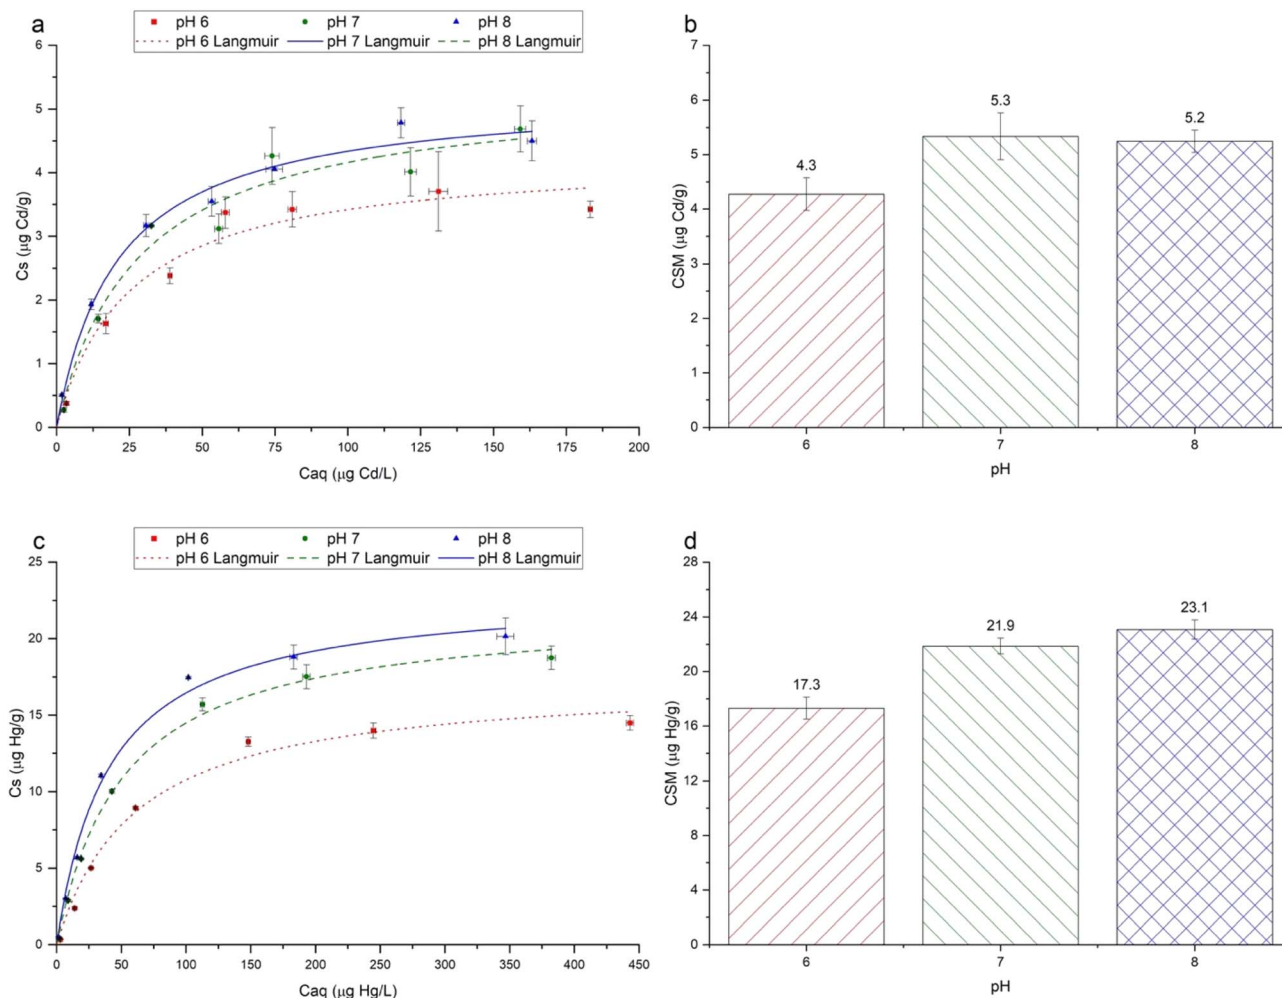 a
pH 6 pH 7 pH 8
pH 6 Langmuir pH 7 Langmuir pH 8 Langmuir
6
5
4
3
2
1
0
Cs (μg Cd/g)
0 25 50 75 100 125 150 175 200
Caq (μg Cd/L)
b
7
6
5
4
3
2
1
0
CSM (μg Cd/g)
4.3 5.3 5.2
6 7 8
pH
c
pH 6 pH 7 pH 8
pH 6 Langmuir pH 7 Langmuir pH 8 Langmuir
25
20
15
10
5
0
Cs (μg Hg/g)
0 50 100 150 200 250 300 350 400 450
Caq (μg Hg/L)
d
28
24
20
16
12
8
4
0
CSM (μg Hg/g)
17.3 21.9 23.1
6 7 8
pH